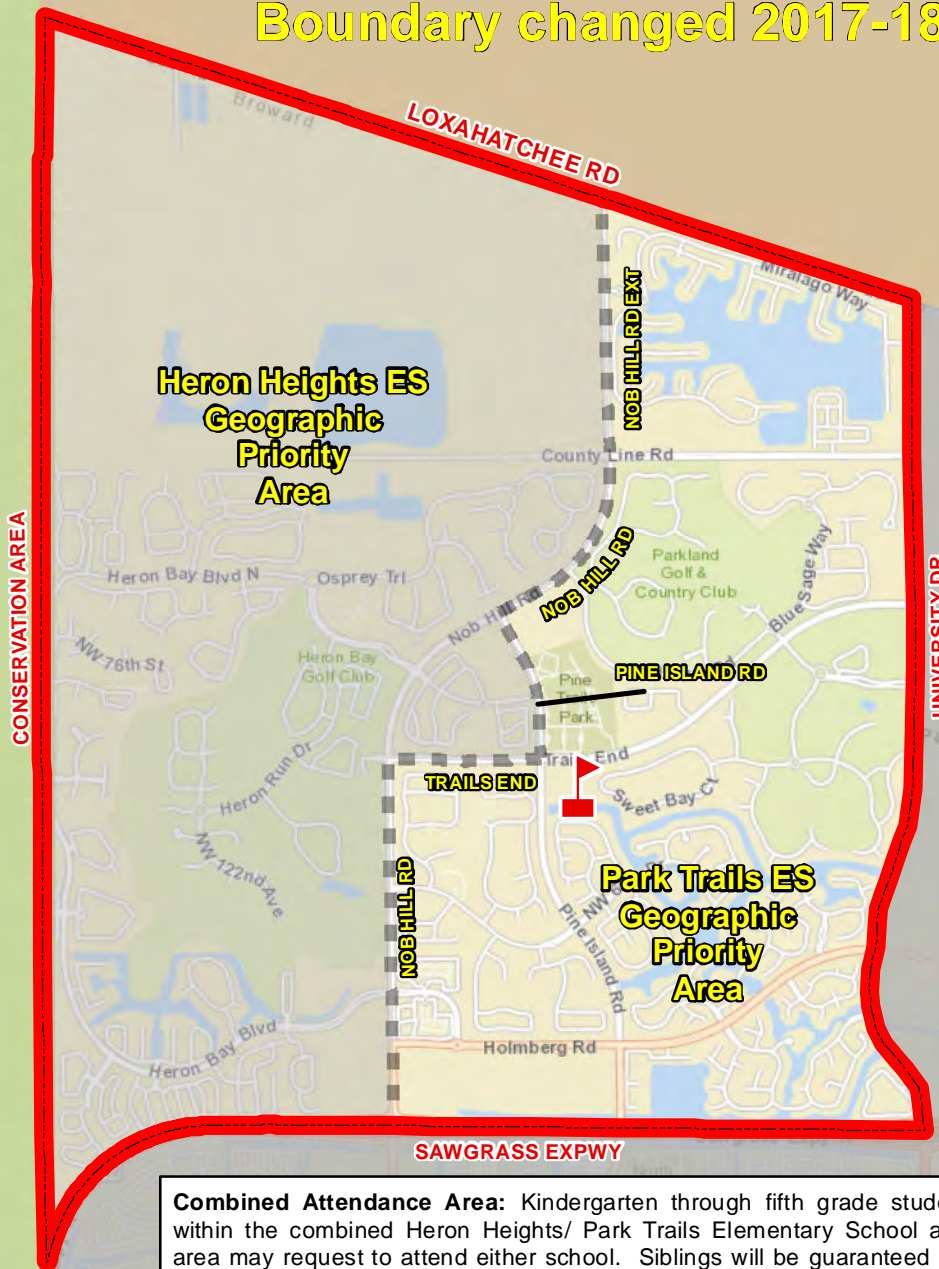 Boundary changed 2017-18
Broward
LOXAHATCHEE RD
Miralago Way
NOB HILL RD EXT
Heron Heights ES
Geographic
Priority
Area
County Line Rd
CONSERVATION AREA
UNIVERSITY DR
Parkland
Golf &
Country Club
Blue Sage Way
NOB HILL RD
Heron Bay Blvd N
Osprey Trl
Nob Hill Rd
NW 76th St
Heron Bay
Golf Club
Pine
Trails
Park
PINE ISLAND RD
Rd
Trails End
TRAILS END
Heron Run Dr
Sweet Bay Ct
NW 122nd Ave
NOB HILL RD
Park Trails ES
Geographic
Priority
Area
NW
Pine Island Rd
Heron Bay Blvd
Holmberg Rd
SAWGRASS EXPWY
North
Combined Attendance Area: Kindergarten through fifth grade stude
within the combined Heron Heights/ Park Trails Elementary School a
area may request to attend either school. Siblings will be guaranteed